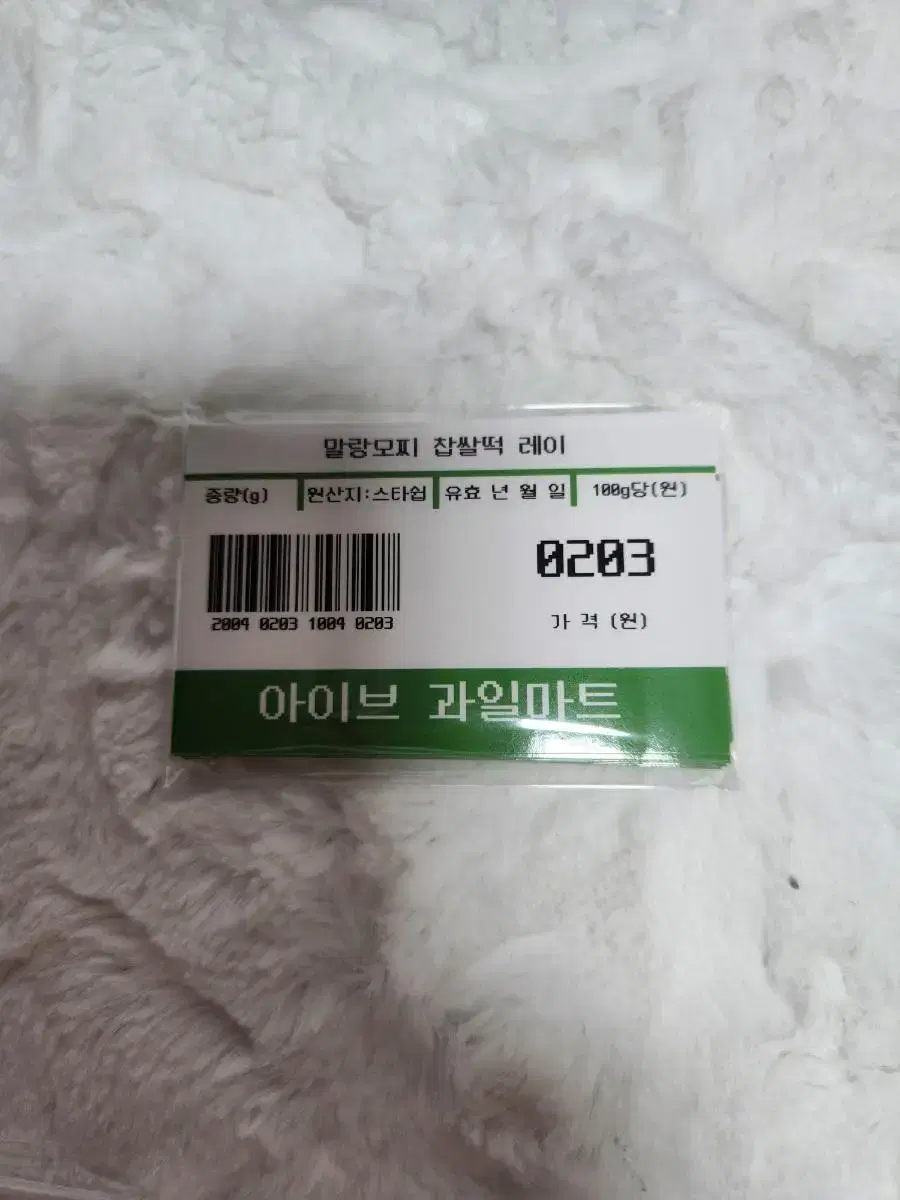 말랑모찌 찹쌀떡 레이
중량(g) 원산지:스타쉽 유효 년 월 일 100g당(원)
0203
2004 0203 1004 0203
가 격 (원)
아이브 과일마트